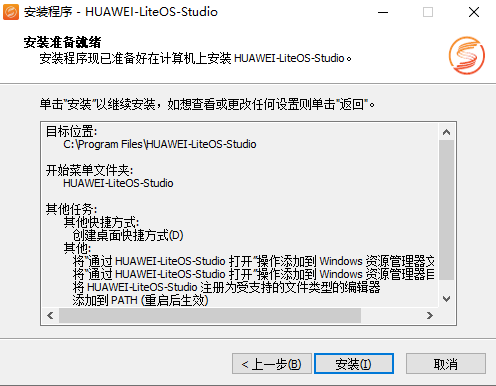 安装程序 - HUAWEI-LiteOS-Studio
安装准备就绪
安装程序现已准备好在计算机上安装 HUAWEI-LiteOS-Studio。
单击"安装"以继续安装，如想查看或更改任何设置则单击"返回"。
目标位置:
C:\Program Files\HUAWEI-LiteOS-Studio
开始菜单文件夹:
HUAWEI-LiteOS-Studio
其他任务:
其他快捷方式:
创建桌面快捷方式(D)
其他:
将“通过 HUAWEI-LiteOS-Studio 打开”操作添加到 Windows 资源管理器文
将“通过 HUAWEI-LiteOS-Studio 打开”操作添加到 Windows 资源管理器目
将 HUAWEI-LiteOS-Studio 注册为受支持的文件类型的编辑器
添加到 PATH (重启后生效)
< 上一步(B)
安装(I)
取消